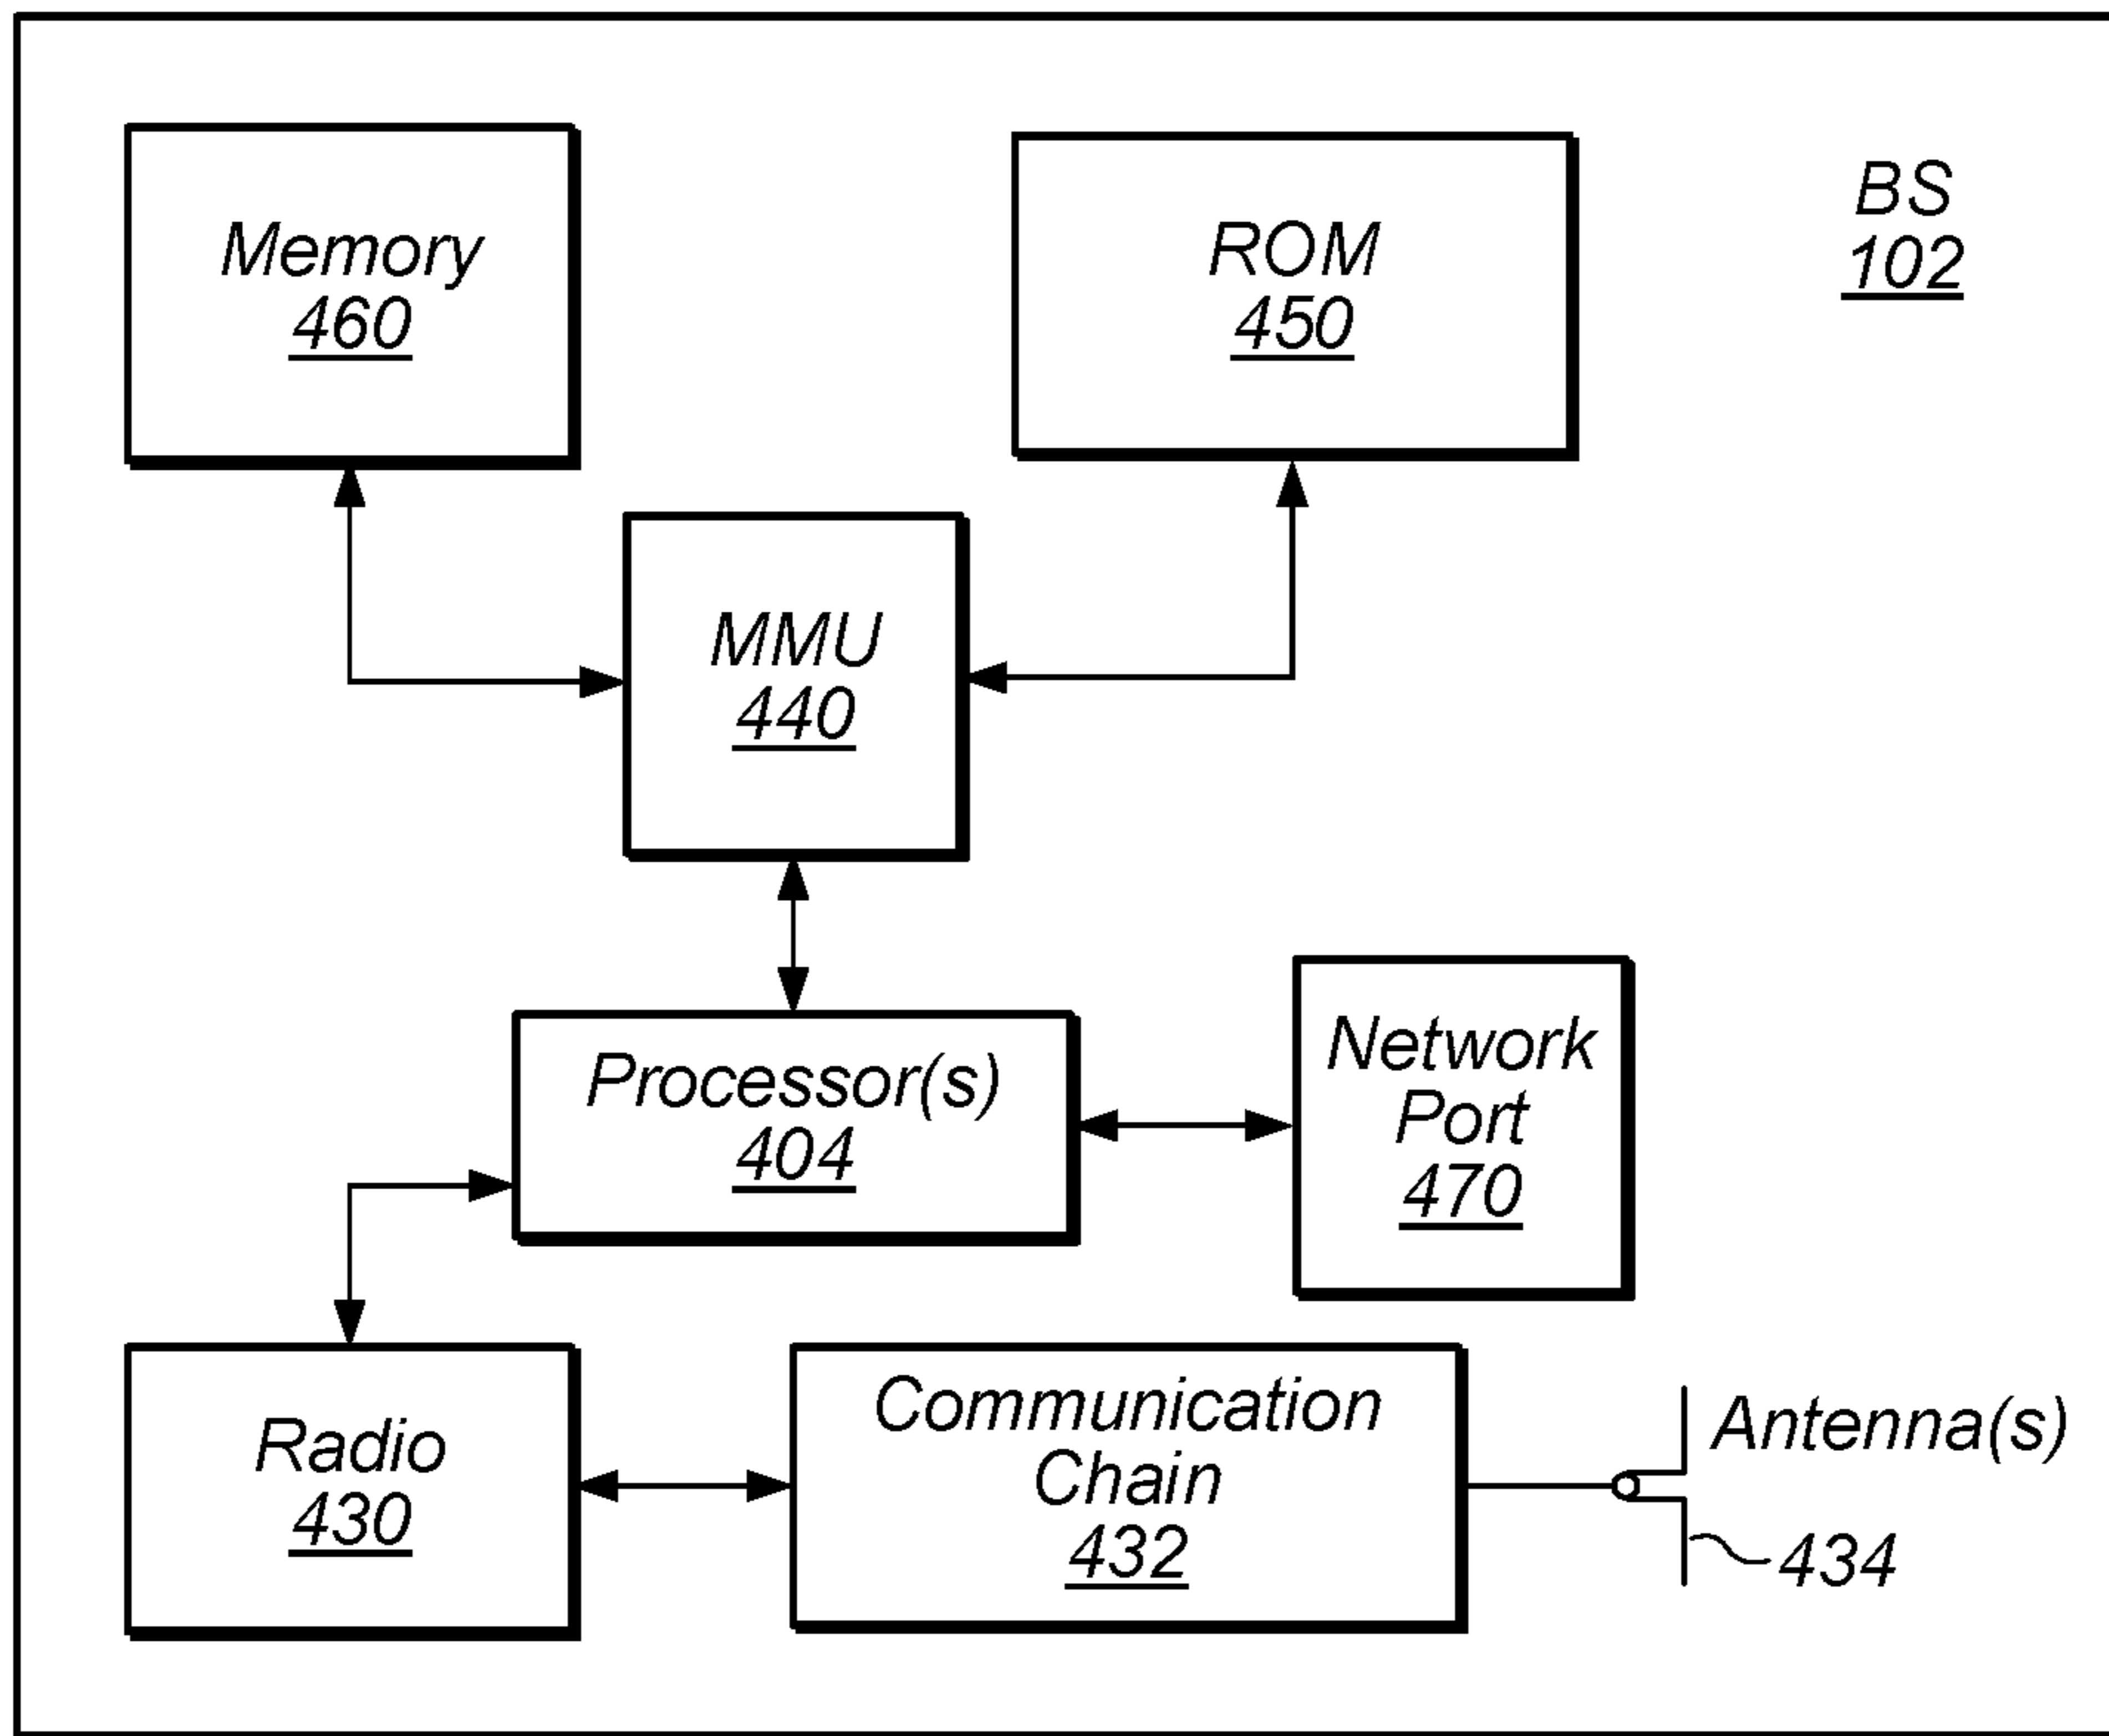 Memory
460
ROM
450
BS
102
MMU
440
Processor(s)
404
Network
Port
470
Radio
430
Communication
Chain
432
Antenna(s)
434